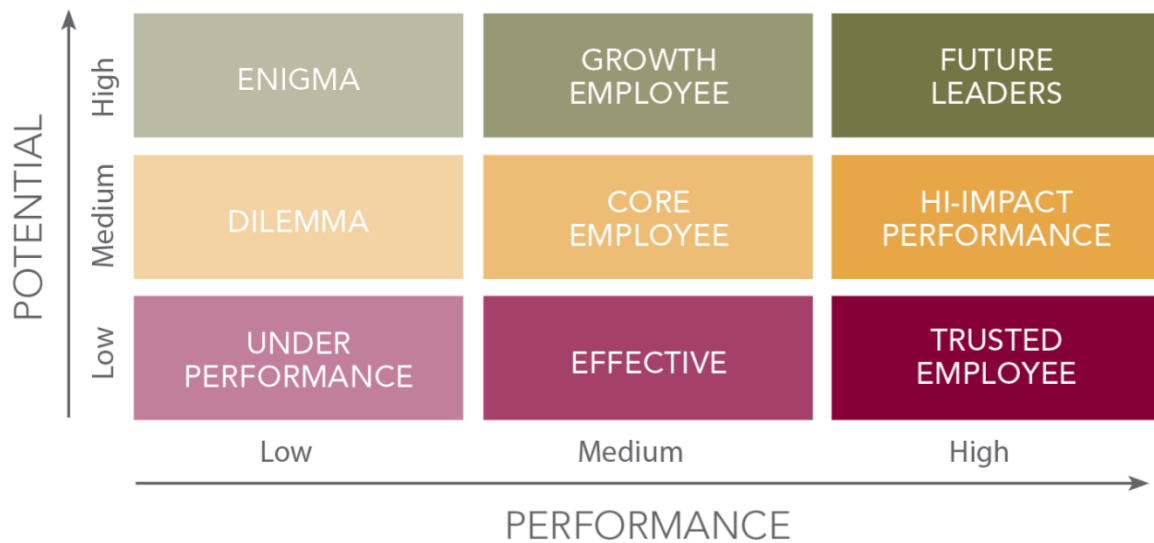 POTENTIAL
High
ENIGMA
GROWTH
EMPLOYEE
FUTURE
LEADERS
Medium
DILEMMA
CORE
EMPLOYEE
HI-IMPACT
PERFORMANCE
Low
UNDER
PERFORMANCE
EFFECTIVE
TRUSTED
EMPLOYEE
Low
Medium
High
PERFORMANCE